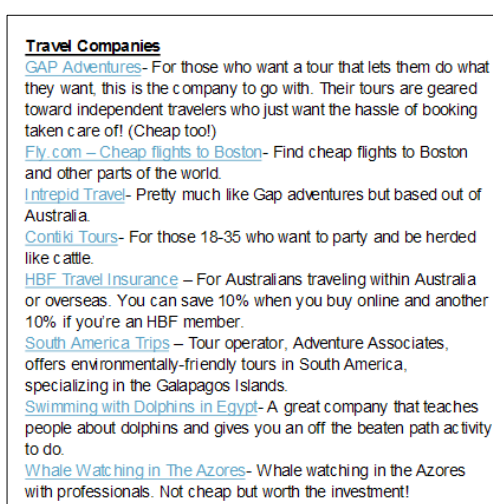 Travel Companies
GAP Adventures- For those who want a tour that lets them do what
they want, this is the company to go with. Their tours are geared
toward independent travelers who just want the hassle of booking
taken care of! (Cheap too!)
Fly.com – Cheap flights to Boston- Find cheap flights to Boston
and other parts of the world.
Intrepid Travel- Pretty much like Gap adventures but based out of
Australia.
Contiki Tours- For those 18-35 who want to party and be herded
like cattle.
HBF Travel Insurance – For Australians traveling within Australia
or overseas. You can save 10% when you buy online and another
10% if you're an HBF member.
South America Trips – Tour operator, Adventure Associates,
offers environmentally-friendly tours in South America,
specializing in the Galapagos Islands.
Swimming with Dolphins in Egypt- A great company that teaches
people about dolphins and gives you an off the beaten path activity
to do.
Whale Watching in The Azores- Whale watching in the Azores
with professionals. Not cheap but worth the investment!